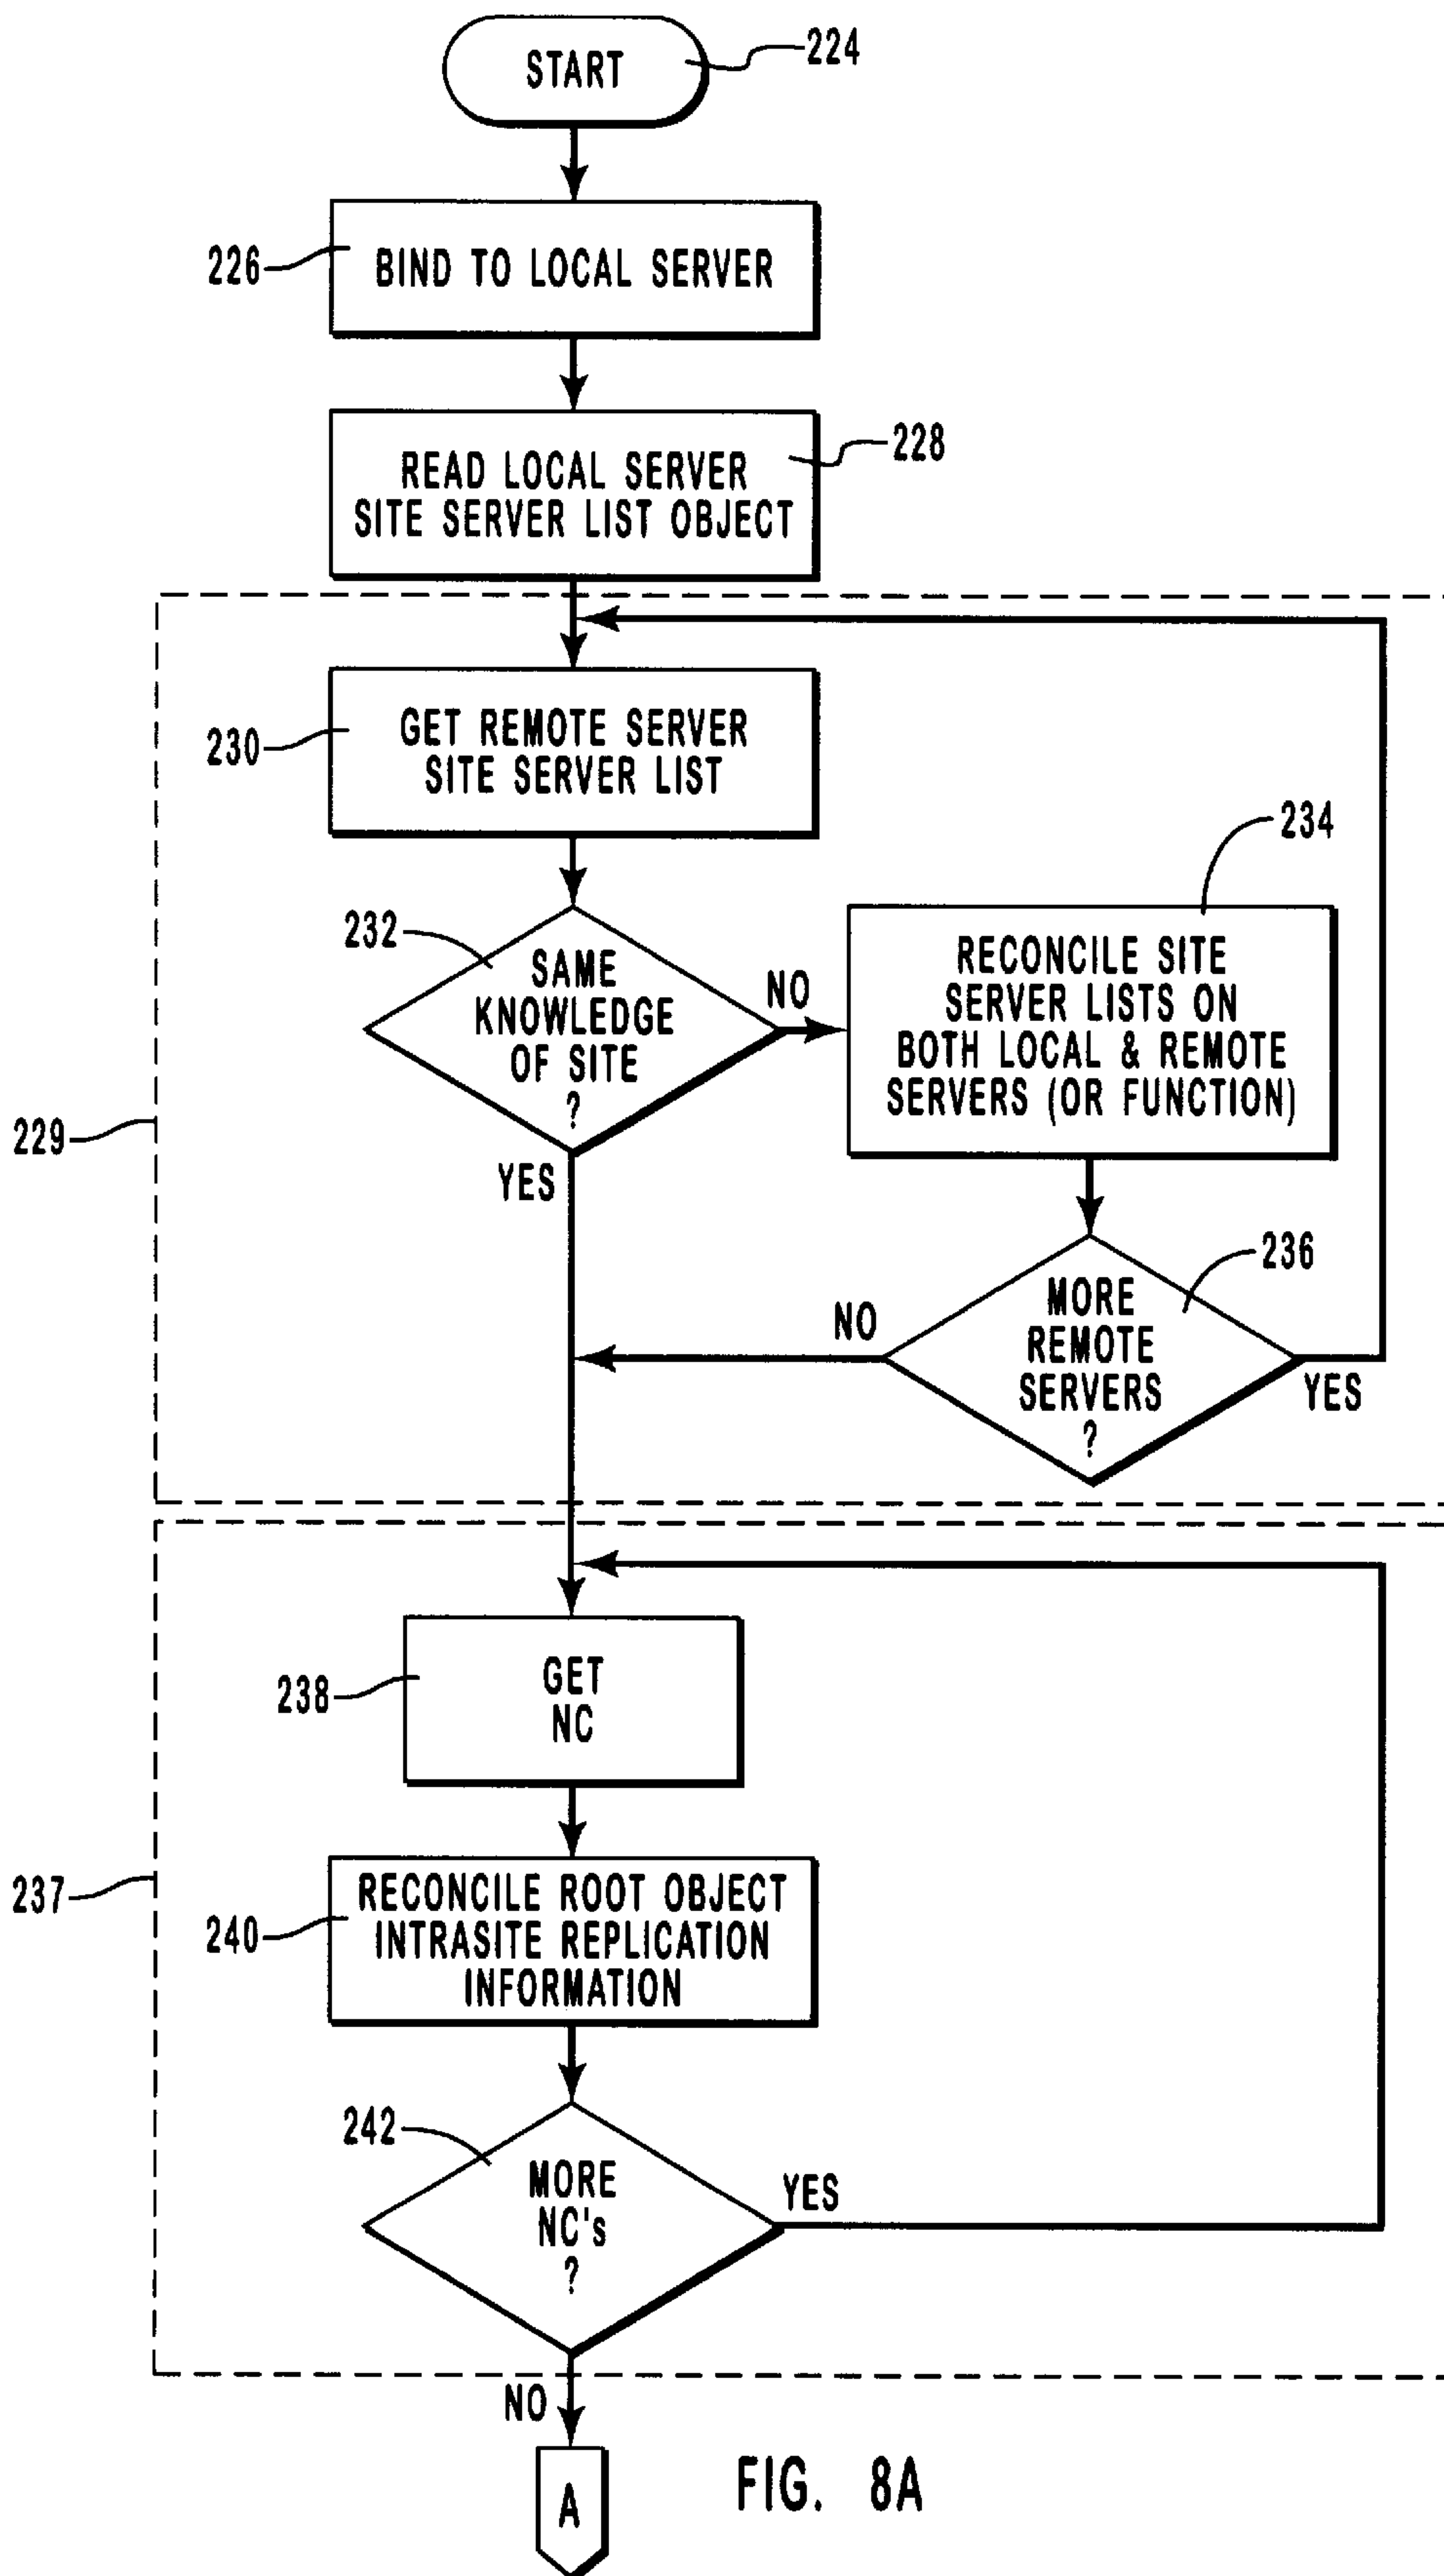 START
224
226
BIND TO LOCAL SERVER
228
READ LOCAL SERVER
SITE SERVER LIST OBJECT
230
GET REMOTE SERVER
SITE SERVER LIST
234
232
SAME
KNOWLEDGE
OF SITE
?
NO
RECONCILE SITE
SERVER LISTS ON
BOTH LOCAL & REMOTE
SERVERS (OR FUNCTION)
229
YES
236
MORE
REMOTE
SERVERS
?
NO
YES
238
GET
NC
237
240
RECONCILE ROOT OBJECT
INTRASITE REPLICATION
INFORMATION
242
MORE
NC's
?
YES
NO
A
FIG. 8A